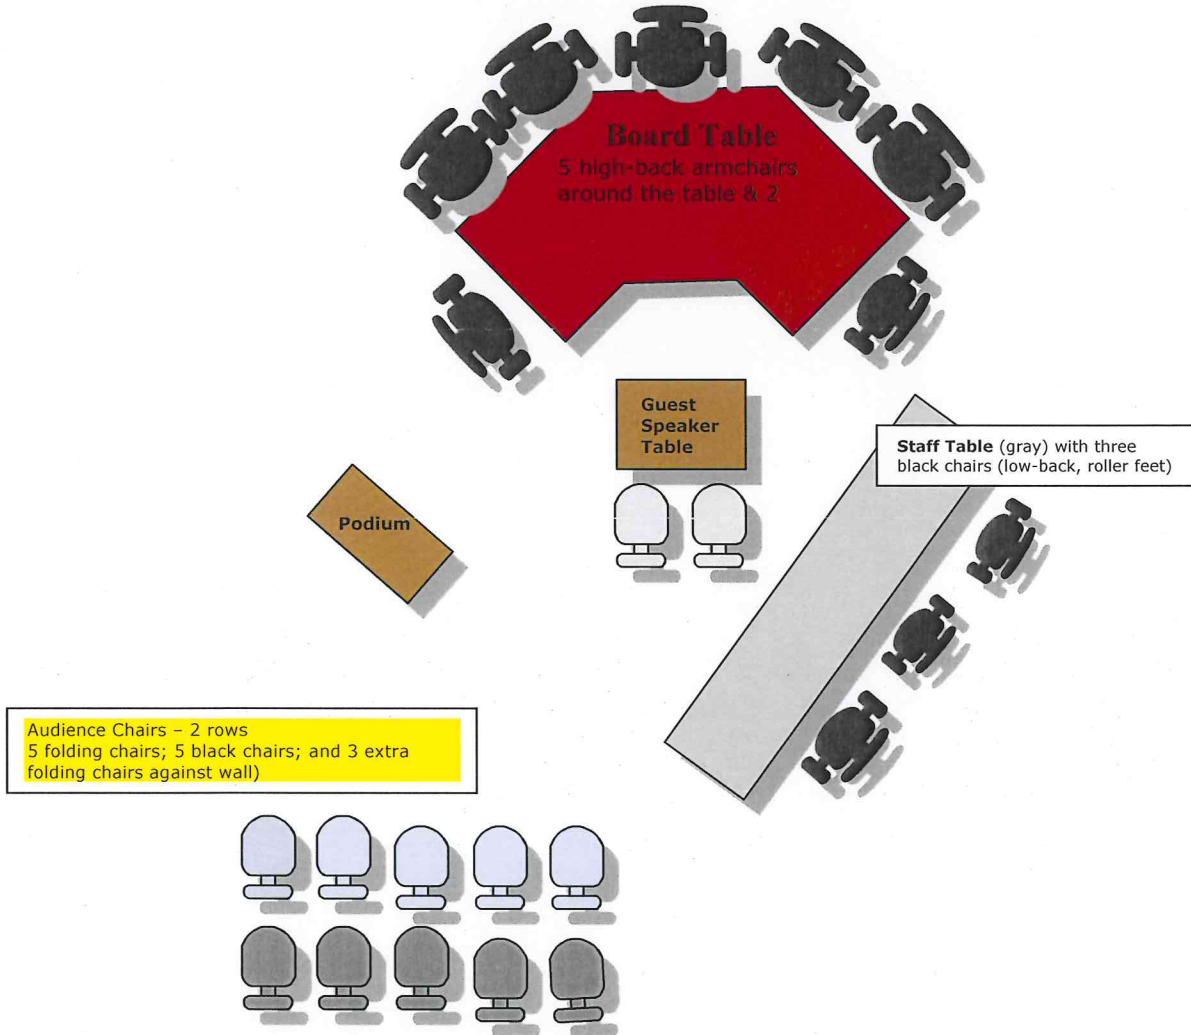 Board Table
5 high-back armchairs
around the table & 2
Guest
Speaker
Table
Staff Table (gray) with three
black chairs (low-back, roller feet)
Podium
Audience Chairs – 2 rows
5 folding chairs; 5 black chairs; and 3 extra
folding chairs against wall)